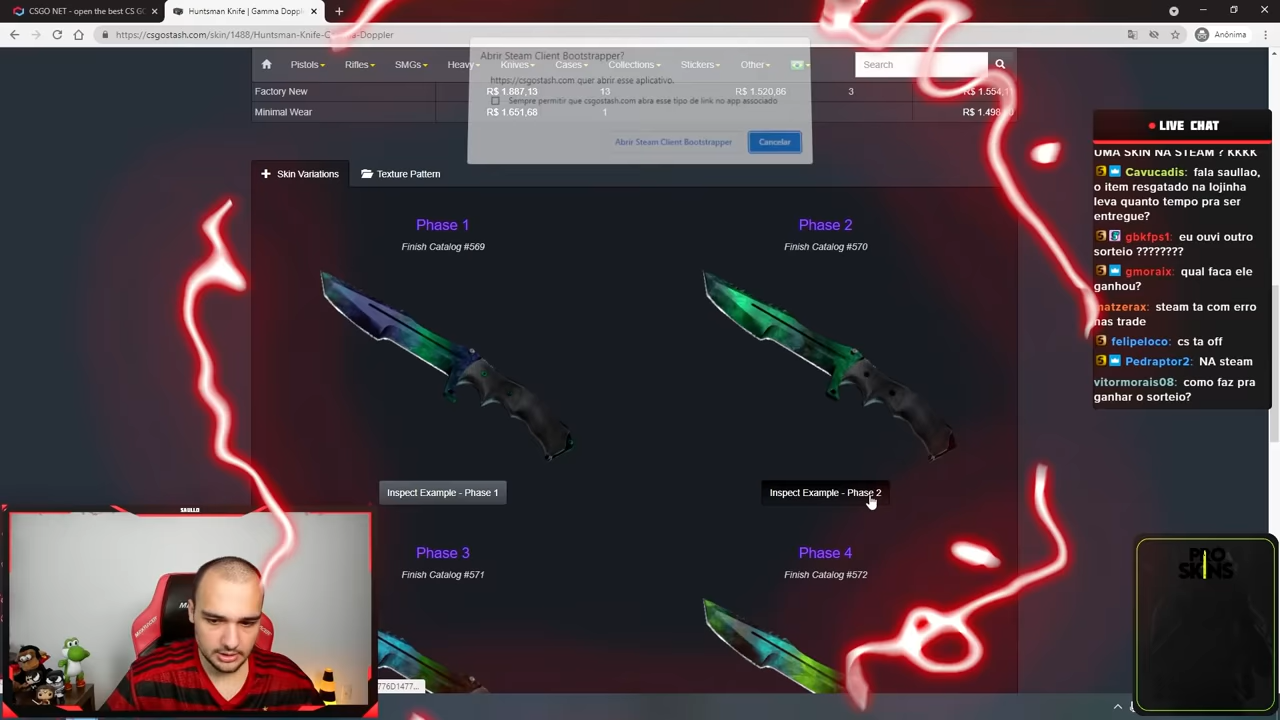 CSGO NET - open the best CS GO
Huntsman Knife | Gamma Doppler
https://csgostash.com/skin/1488/Huntsman-Knife-Gamma-Doppler
Anônima
Abrir Steam Client Bootstrapper?
https://csgostash.com quer abrir esse aplicativo.
Sempre permitir que csgostash.com abra esse tipo de link no app associado
Abrir Steam Client Bootstrapper
Cancelar
Pistols
Rifles
SMGs
Heavy
Knives
Cases
Collections
Stickers
Other
Search
Factory New R$ 1.887,13 13 R$ 1.520,86 3
Minimal Wear R$ 1.651,68 1
Skin Variations
Texture Pattern
Phase 1
Finish Catalog #569
Inspect Example - Phase 1
Phase 2
Finish Catalog #570
Inspect Example - Phase 2
Phase 3
Finish Catalog #571
Phase 4
Finish Catalog #572
LIVE CHAT
UMA SKIN NA STEAM ? KKKK
Cavucadis: fala saullao,
o item resgatado na lojinha
leva quanto tempo pra ser
entregue?
gbkfps1: eu ouvi outro
sorteio ????????
gmoraix: qual faca ele
ganhou?
matzerax: steam ta com erro
nas trade
felipeloco: cs ta off
Pedraptor2: NA steam
vitormorais08: como faz pra
ganhar o sorteio?
SAULLO
776D1477...
PRO
SKINS